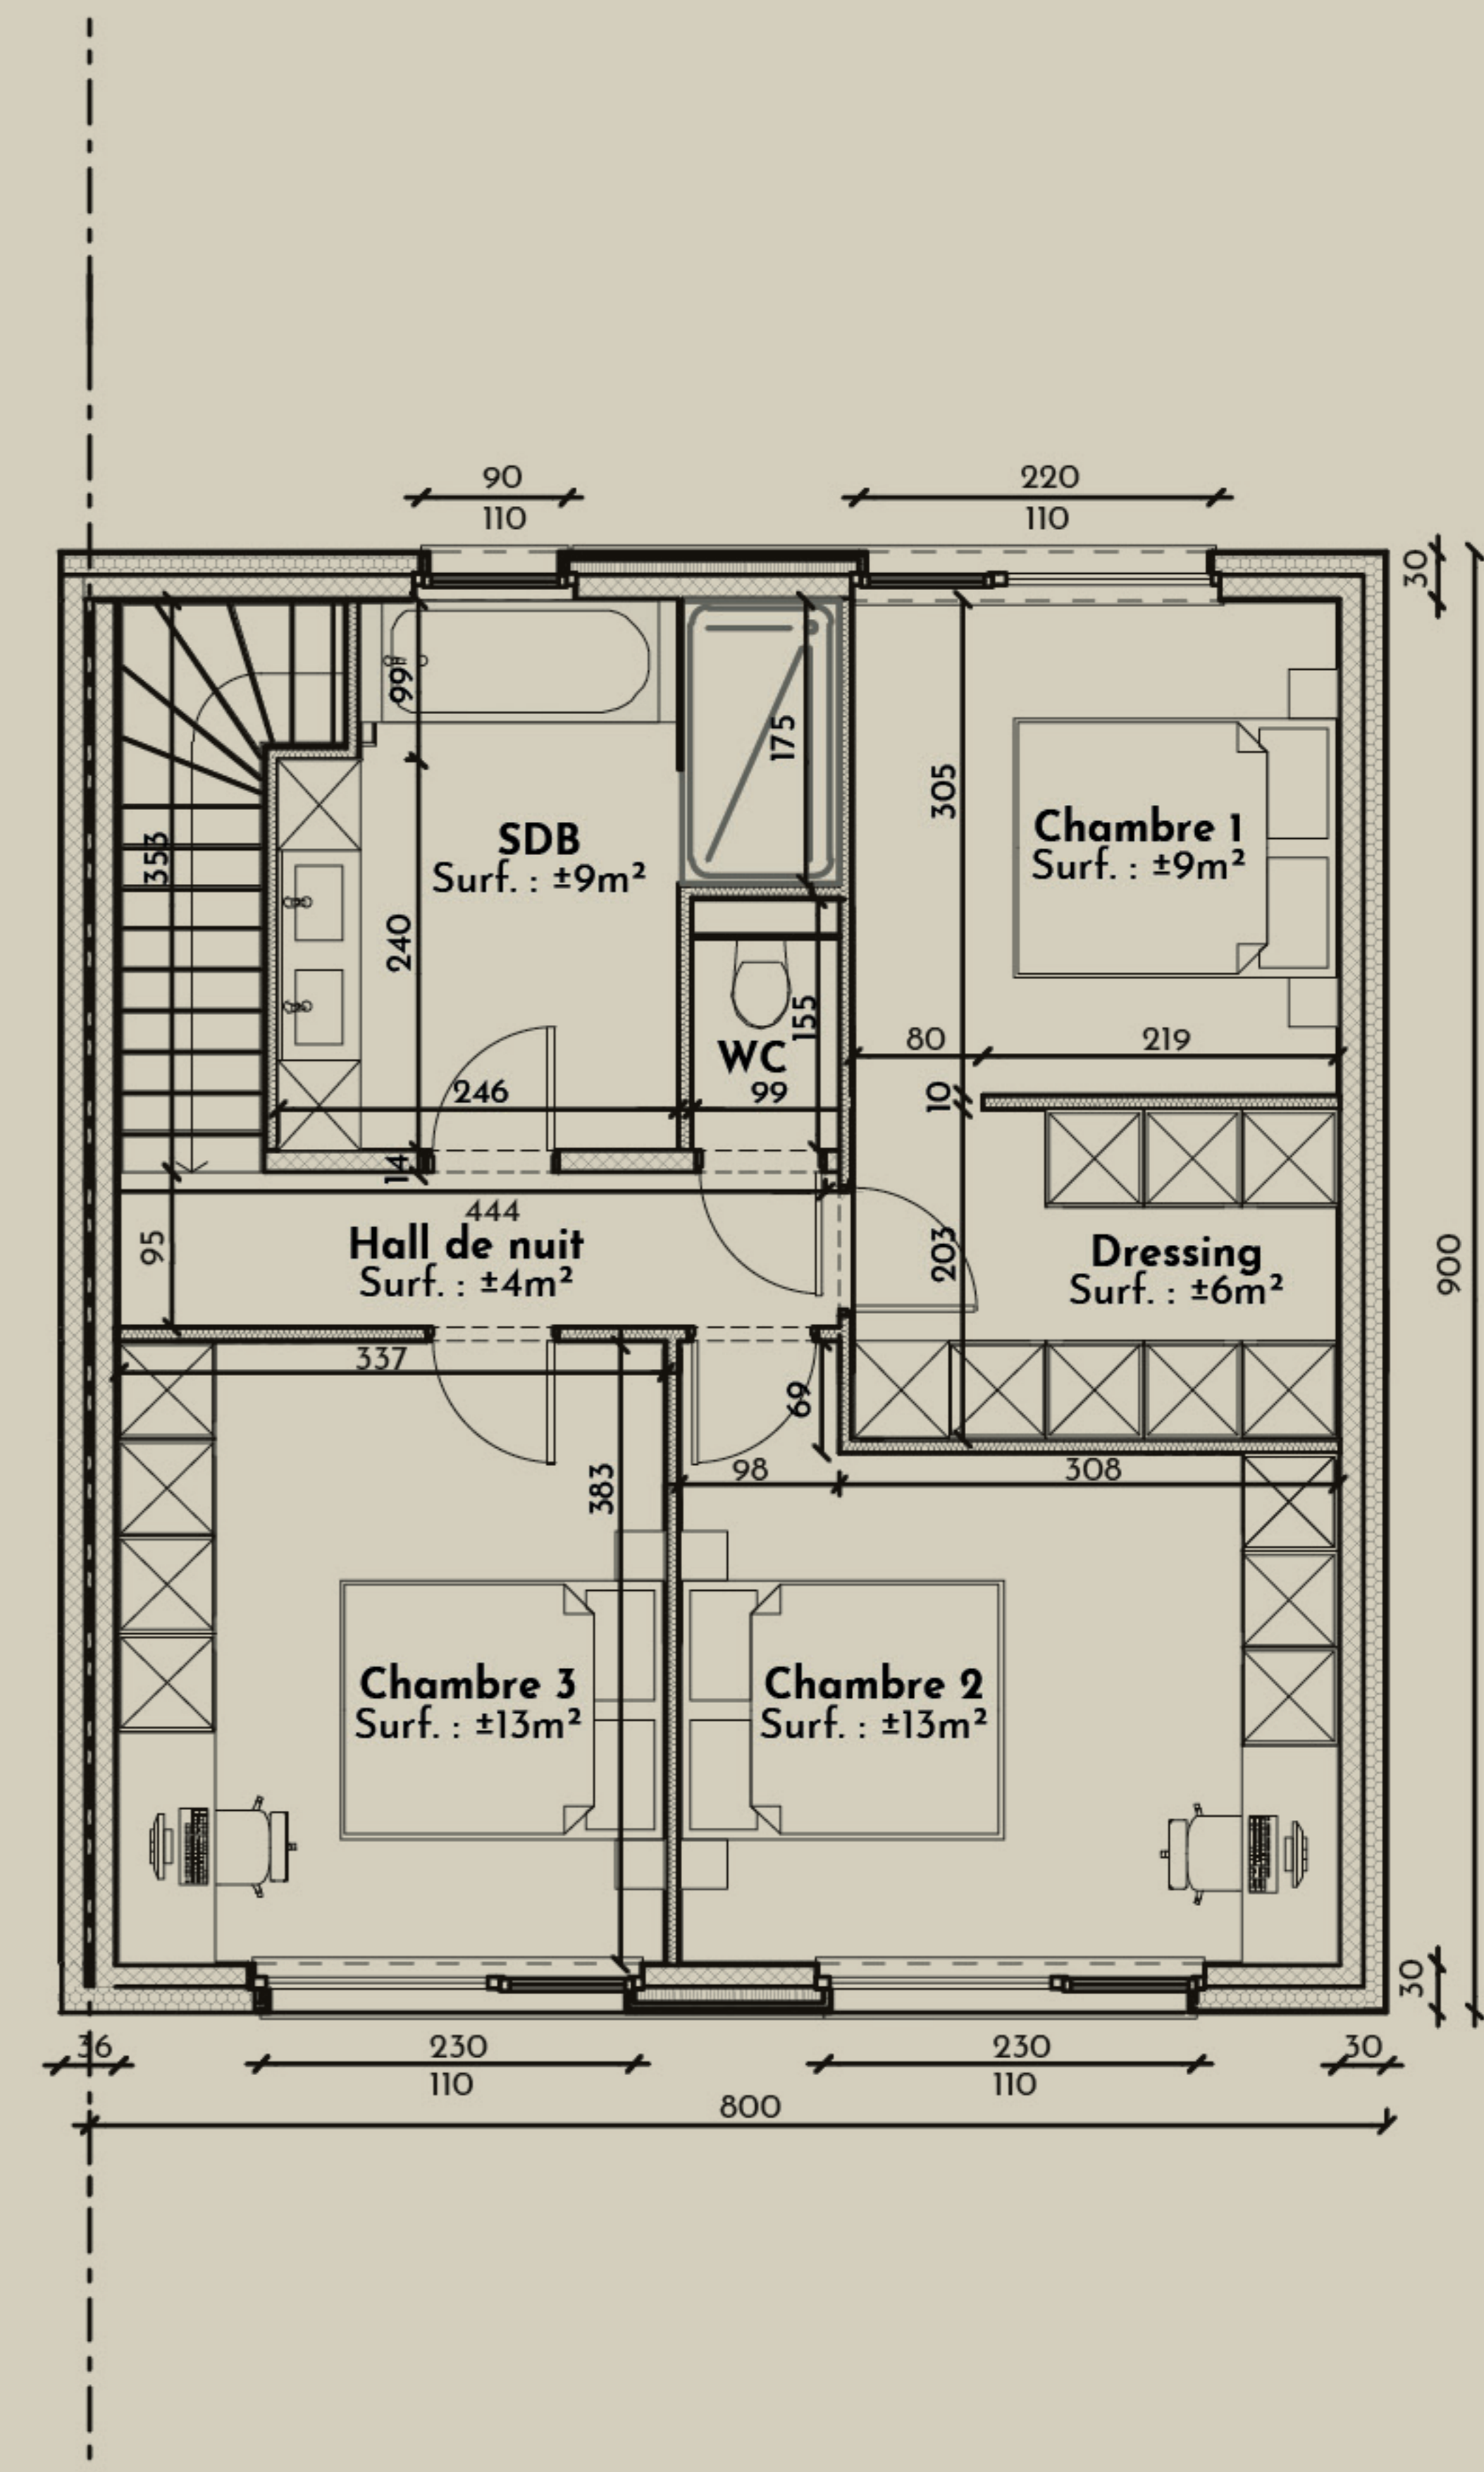 90
110
220
110
30
99
175
305
353
SDB
Surf. : ±9m²
Chambre 1
Surf. : ±9m²
240
155
WC
80
219
246
99
10
14
444
95
Hall de nuit
Surf. : ±4m²
203
Dressing
Surf. : ±6m²
900
337
69
383
98
308
Chambre 3
Surf. : ±13m²
Chambre 2
Surf. : ±13m²
30
36
230
110
230
110
30
800